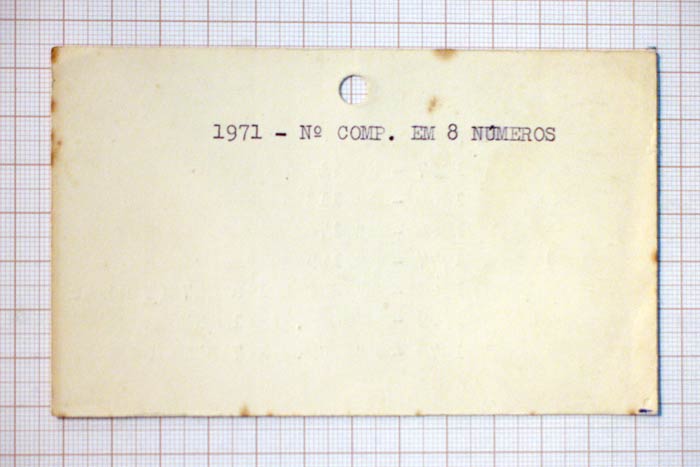 1971 - Nº COMP. EM 8 NÚMEROS